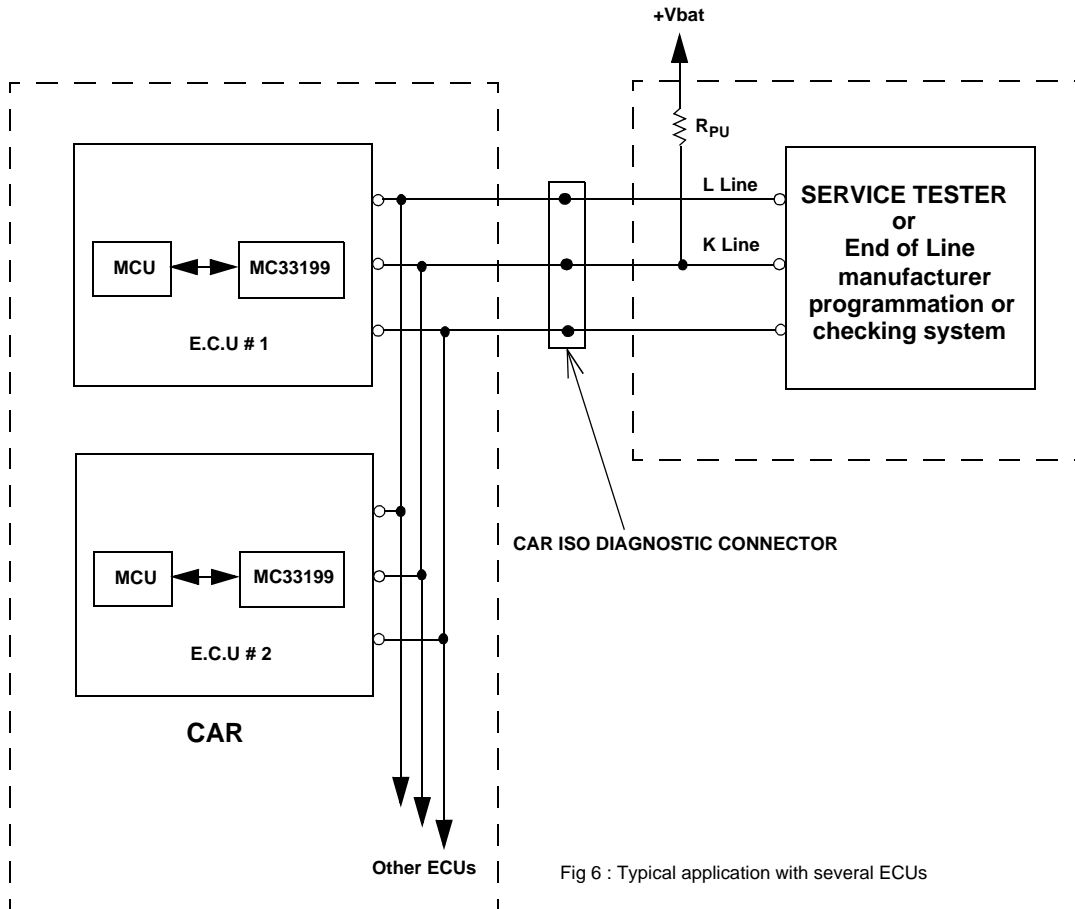 +Vbat
R_PU
L Line
K Line
SERVICE TESTER
or
End of Line
manufacturer
programmation or
checking system
MCU
MC33199
E.C.U # 1
CAR ISO DIAGNOSTIC CONNECTOR
MCU
MC33199
E.C.U # 2
CAR
Other ECUs
Fig 6 : Typical application with several ECUs